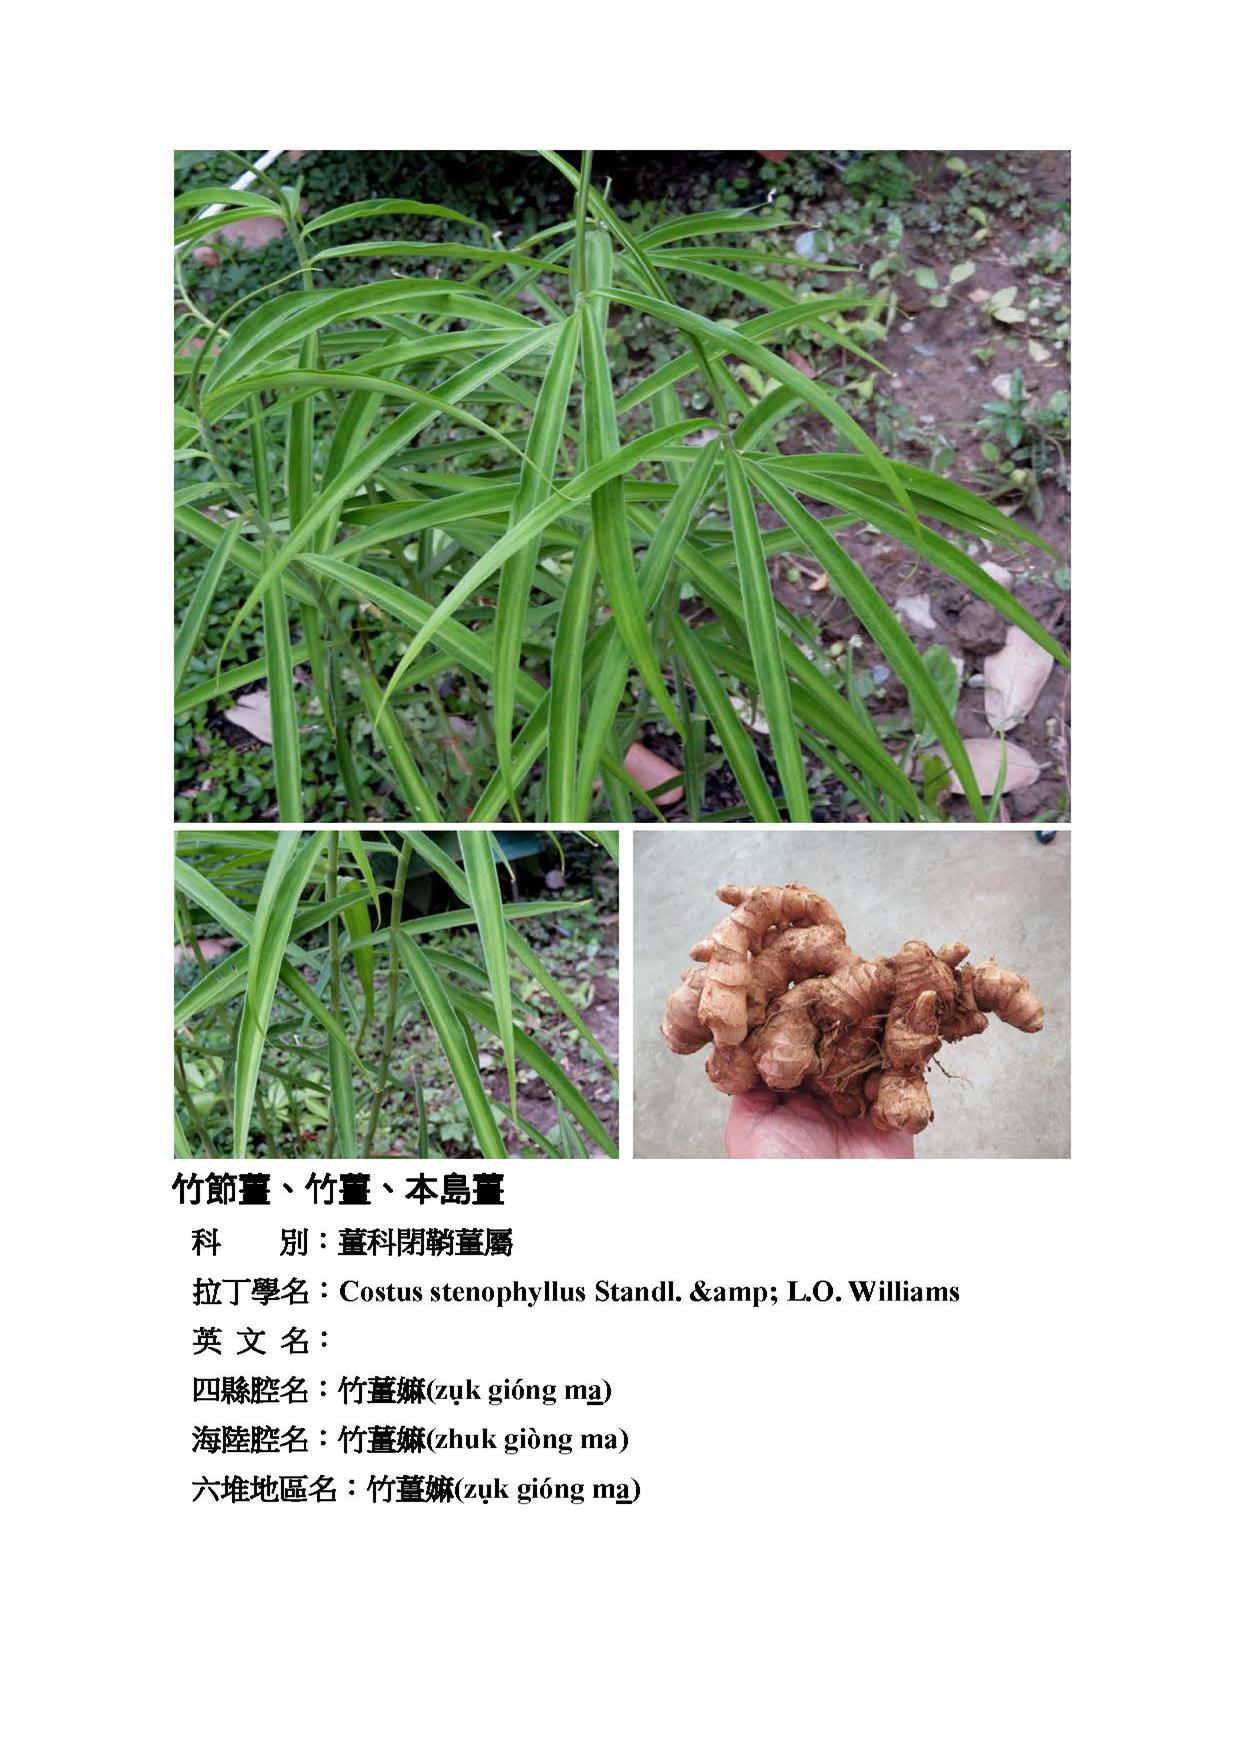 竹節薑、竹薑、本島薑
科　　別：薑科閉鞘薑屬
拉丁學名：Costus stenophyllus Standl. &amp;amp; L.O. Williams
英 文 名：
四縣腔名：竹薑嫲(zụk gióng ma̲)
海陸腔名：竹薑嫲(zhuk giòng ma)
六堆地區名：竹薑嫲(zụk gióng ma̲)